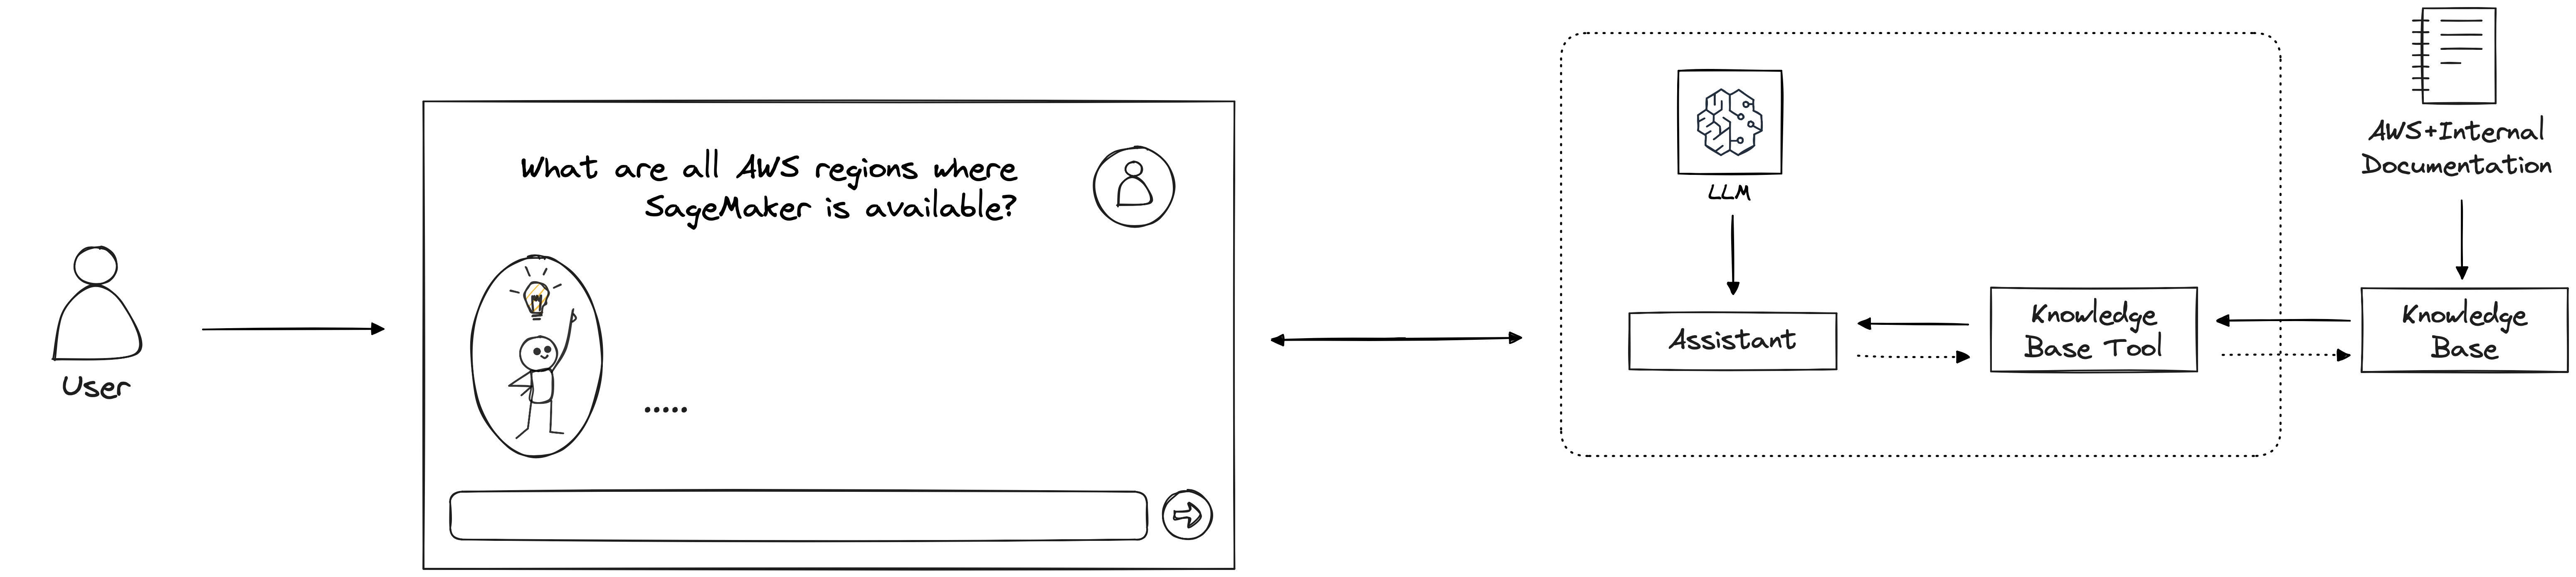 What are all AWS regions where
SageMaker is available?
.....
User
LLM
Assistant
Knowledge
Base Tool
AWS+Internal
Documentation
Knowledge
Base